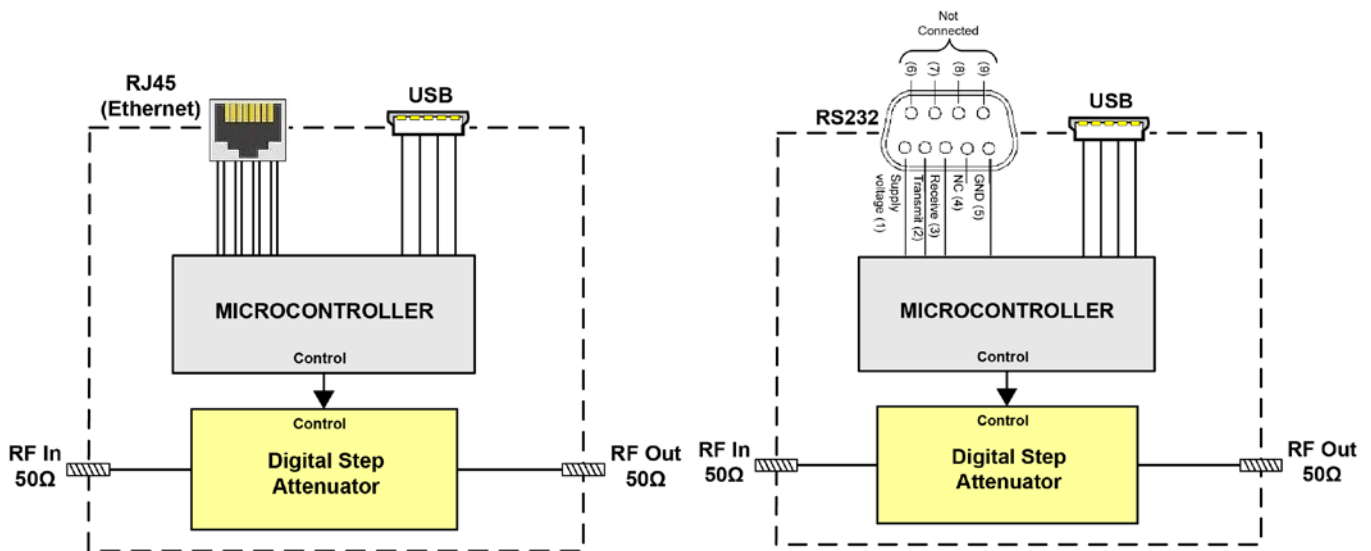 RJ45
(Ethernet)
USB
MICROCONTROLLER
Control
Control
Digital Step
Attenuator
RF In
50Ω
RF Out
50Ω
Not
Connected
(6)
(7)
(8)
(9)
RS232
USB
Supply
voltage (1)
Transmit (2)
Receive (3)
NC (4)
GND (5)
MICROCONTROLLER
Control
Control
Digital Step
Attenuator
RF In
50Ω
RF Out
50Ω